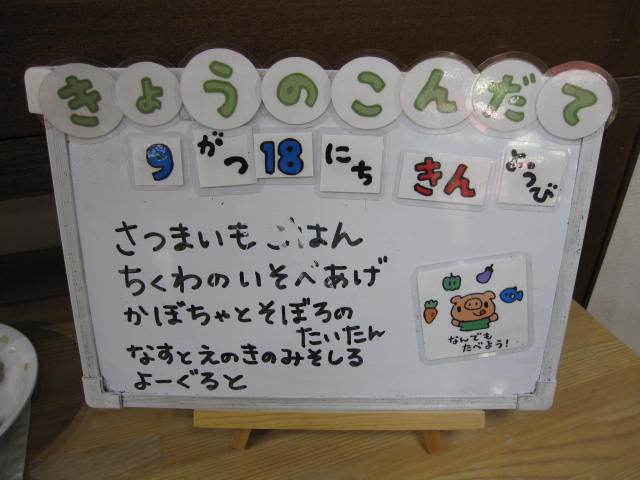 きょうのこんだて
9 がつ 18 にち きん ようび
さつまいもごはん
ちくわのいそべあげ
かぼちゃとそぼろの
たいたん
なすとえのきのみそしる
よーぐると
なんでも
たべよう!